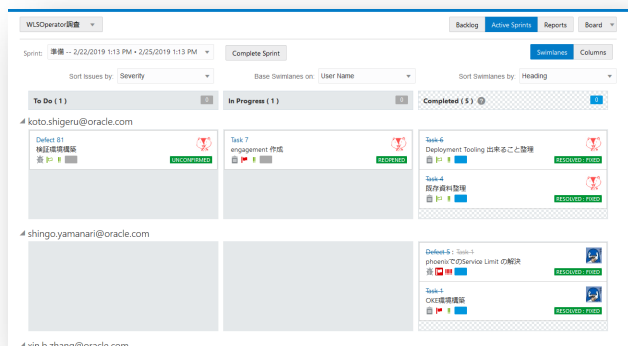 WLSOperator調査
Backlog Active Sprints Reports Board
Sprint: 準備 -- 2/22/2019 1:13 PM • 2/25/2019 1:13 PM
Complete Sprint
Swimlanes Columns
Sort Issues by: Severity
Base Swimlanes on: User Name
Sort Swimlanes by: Heading
To Do ( 1 ) 0
In Progress ( 1 ) 0
Completed ( 5 ) ? 0
koto.shigeru@oracle.com
Defect 81
検証環境構築
UNCONFIRMED
Task 7
engagement 作成
REOPENED
Task 6
Deployment Tooling 出来ること整理
RESOLVED : FIXED
Task 4
既存資料整理
RESOLVED : FIXED
shingo.yamanari@oracle.com
Defect 5 : Task 1
phoenixでのService Limit の解決
RESOLVED : FIXED
Task 1
OKE環境構築
RESOLVED : FIXED
xin.b.zhang@oracle.com